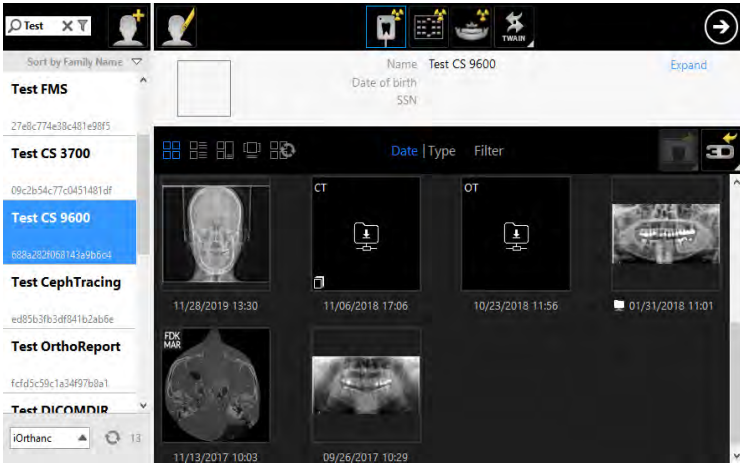 Test
TWAIN
Sort by Family Name
Name Test CS 9600
Expand
Date of birth
SSN
Test FMS
27e8c774e38c481e98f5
Test CS 3700
09c2b54c77c0451481df
Test CS 9600
688a282f068143a9b6o4
Test CephTracing
ed85b3fb3df841b2ab6e
Test OrthoReport
fcfd5c59c1a34f97b8a1
Test DICOMDIR
iOrthanc
13
Date | Type Filter
3D
CT
OT
11/28/2019 13:30
11/06/2018 17:06
10/23/2018 11:56
01/31/2018 11:01
FDK
MAR
11/13/2017 10:03
09/26/2017 10:29